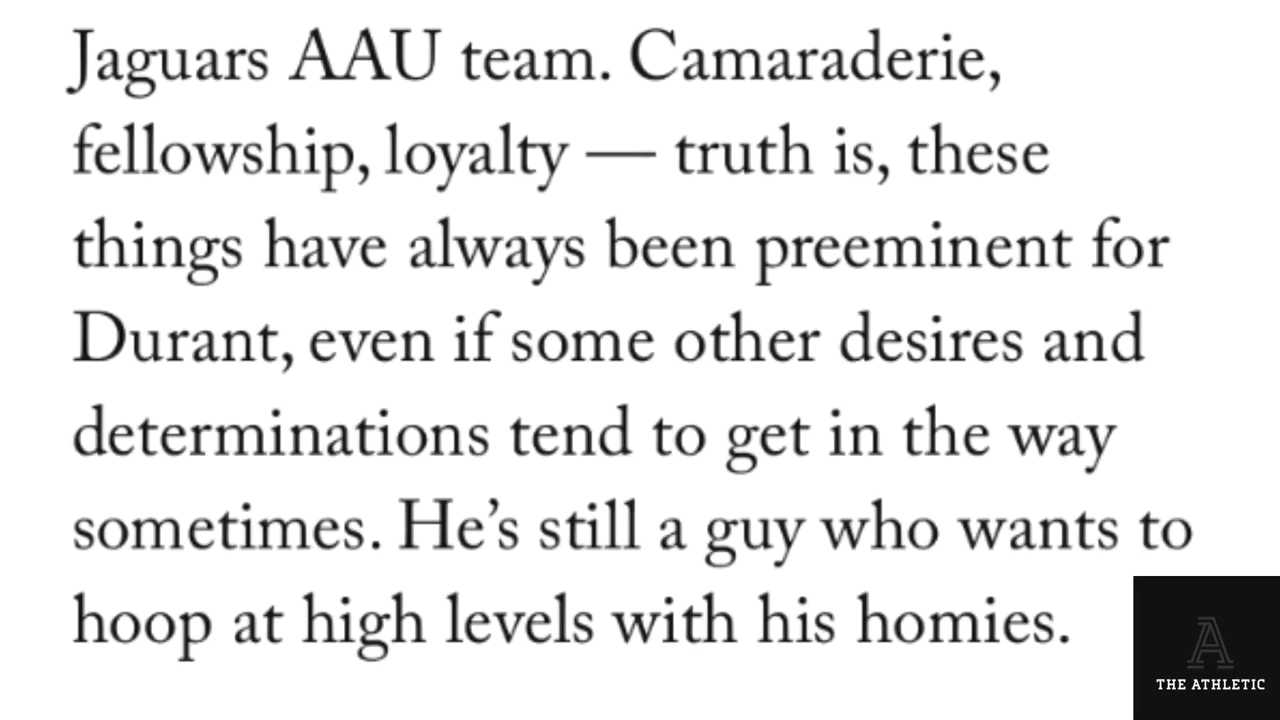 Jaguars AAU team. Camaraderie,
fellowship, loyalty — truth is, these
things have always been preeminent for
Durant, even if some other desires and
determinations tend to get in the way
sometimes. He’s still a guy who wants to
hoop at high levels with his homies.
A
THE ATHLETIC